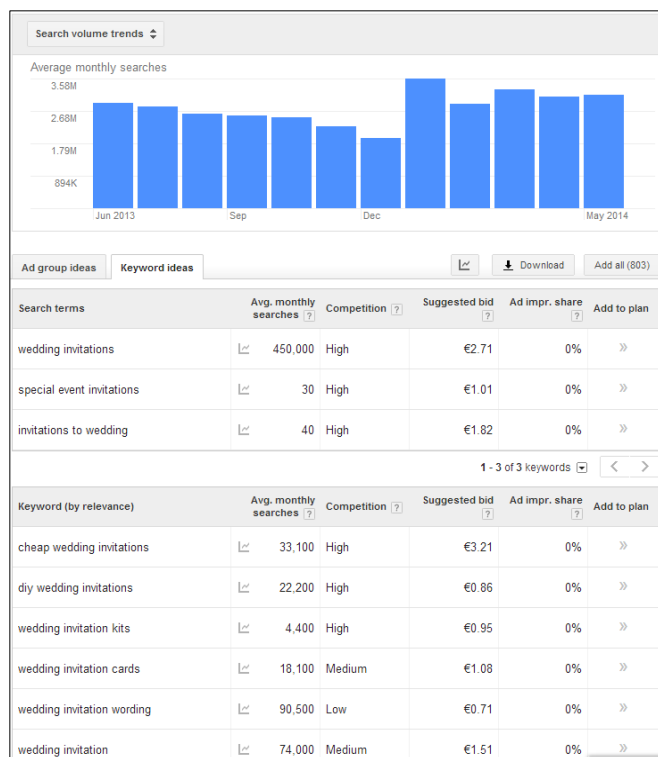 Search volume trends
Average monthly searches
3.58M
2.68M
1.79M
894K
Jun 2013 Sep Dec May 2014
Ad group ideas Keyword ideas Download Add all (803)
Search terms Avg. monthly searches ? Competition ? Suggested bid ? Ad impr. share ? Add to plan
wedding invitations 450,000 High €2.71 0% »
special event invitations 30 High €1.01 0% »
invitations to wedding 40 High €1.82 0% »
1 - 3 of 3 keywords
Keyword (by relevance) Avg. monthly searches ? Competition ? Suggested bid ? Ad impr. share ? Add to plan
cheap wedding invitations 33,100 High €3.21 0% »
diy wedding invitations 22,200 High €0.86 0% »
wedding invitation kits 4,400 High €0.95 0% »
wedding invitation cards 18,100 Medium €1.08 0% »
wedding invitation wording 90,500 Low €0.71 0% »
wedding invitation 74,000 Medium €1.51 0% »